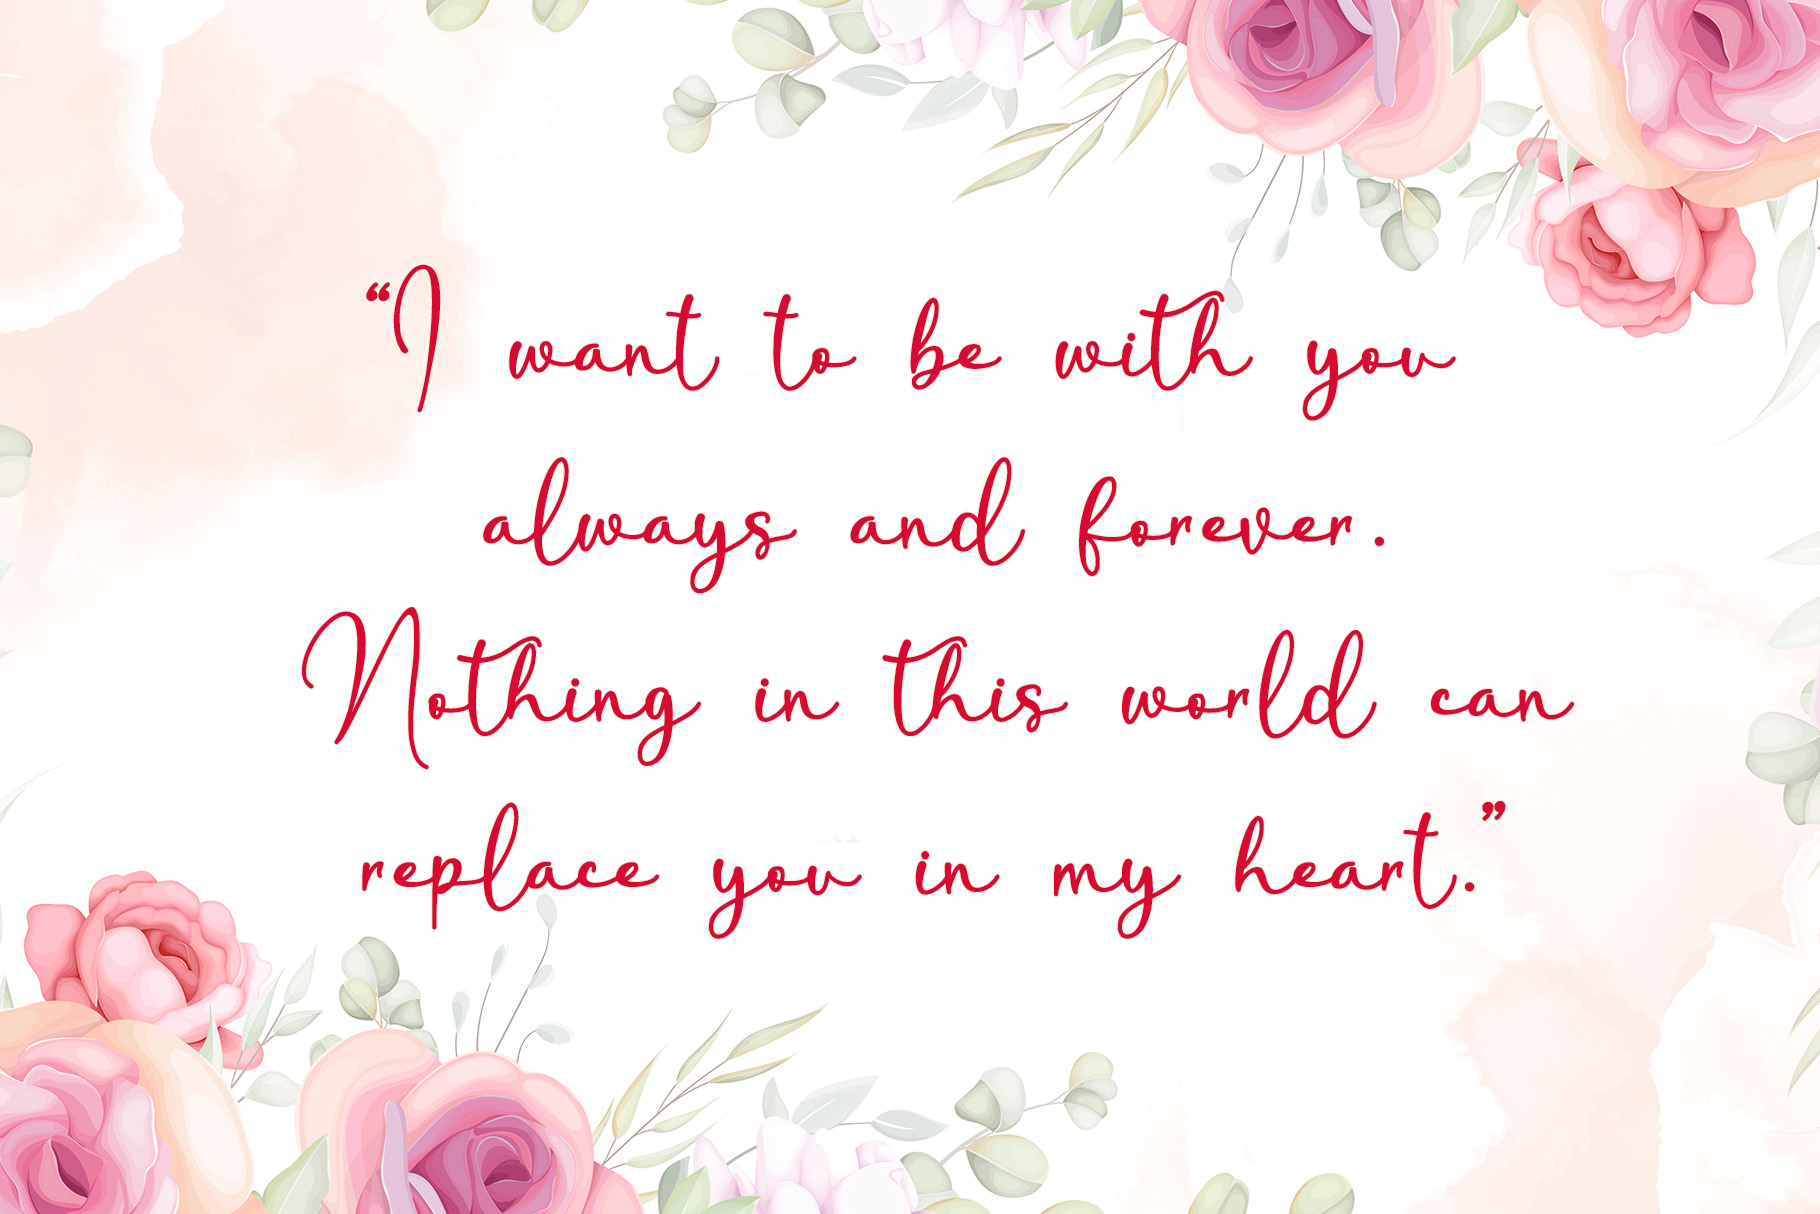 “I want to be with you
always and forever.
Nothing in this world can
replace you in my heart.”